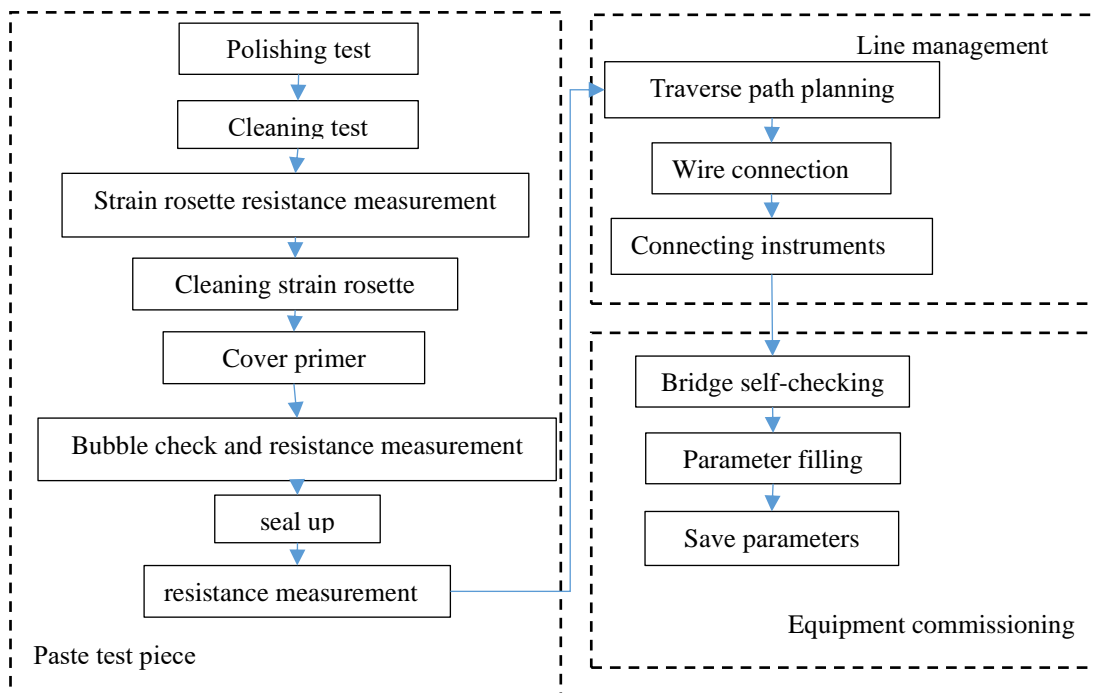 Polishing test
Cleaning test
Strain rosette resistance measurement
Cleaning strain rosette
Cover primer
Bubble check and resistance measurement
seal up
resistance measurement
Paste test piece
Line management
Traverse path planning
Wire connection
Connecting instruments
Bridge self-checking
Parameter filling
Save parameters
Equipment commissioning